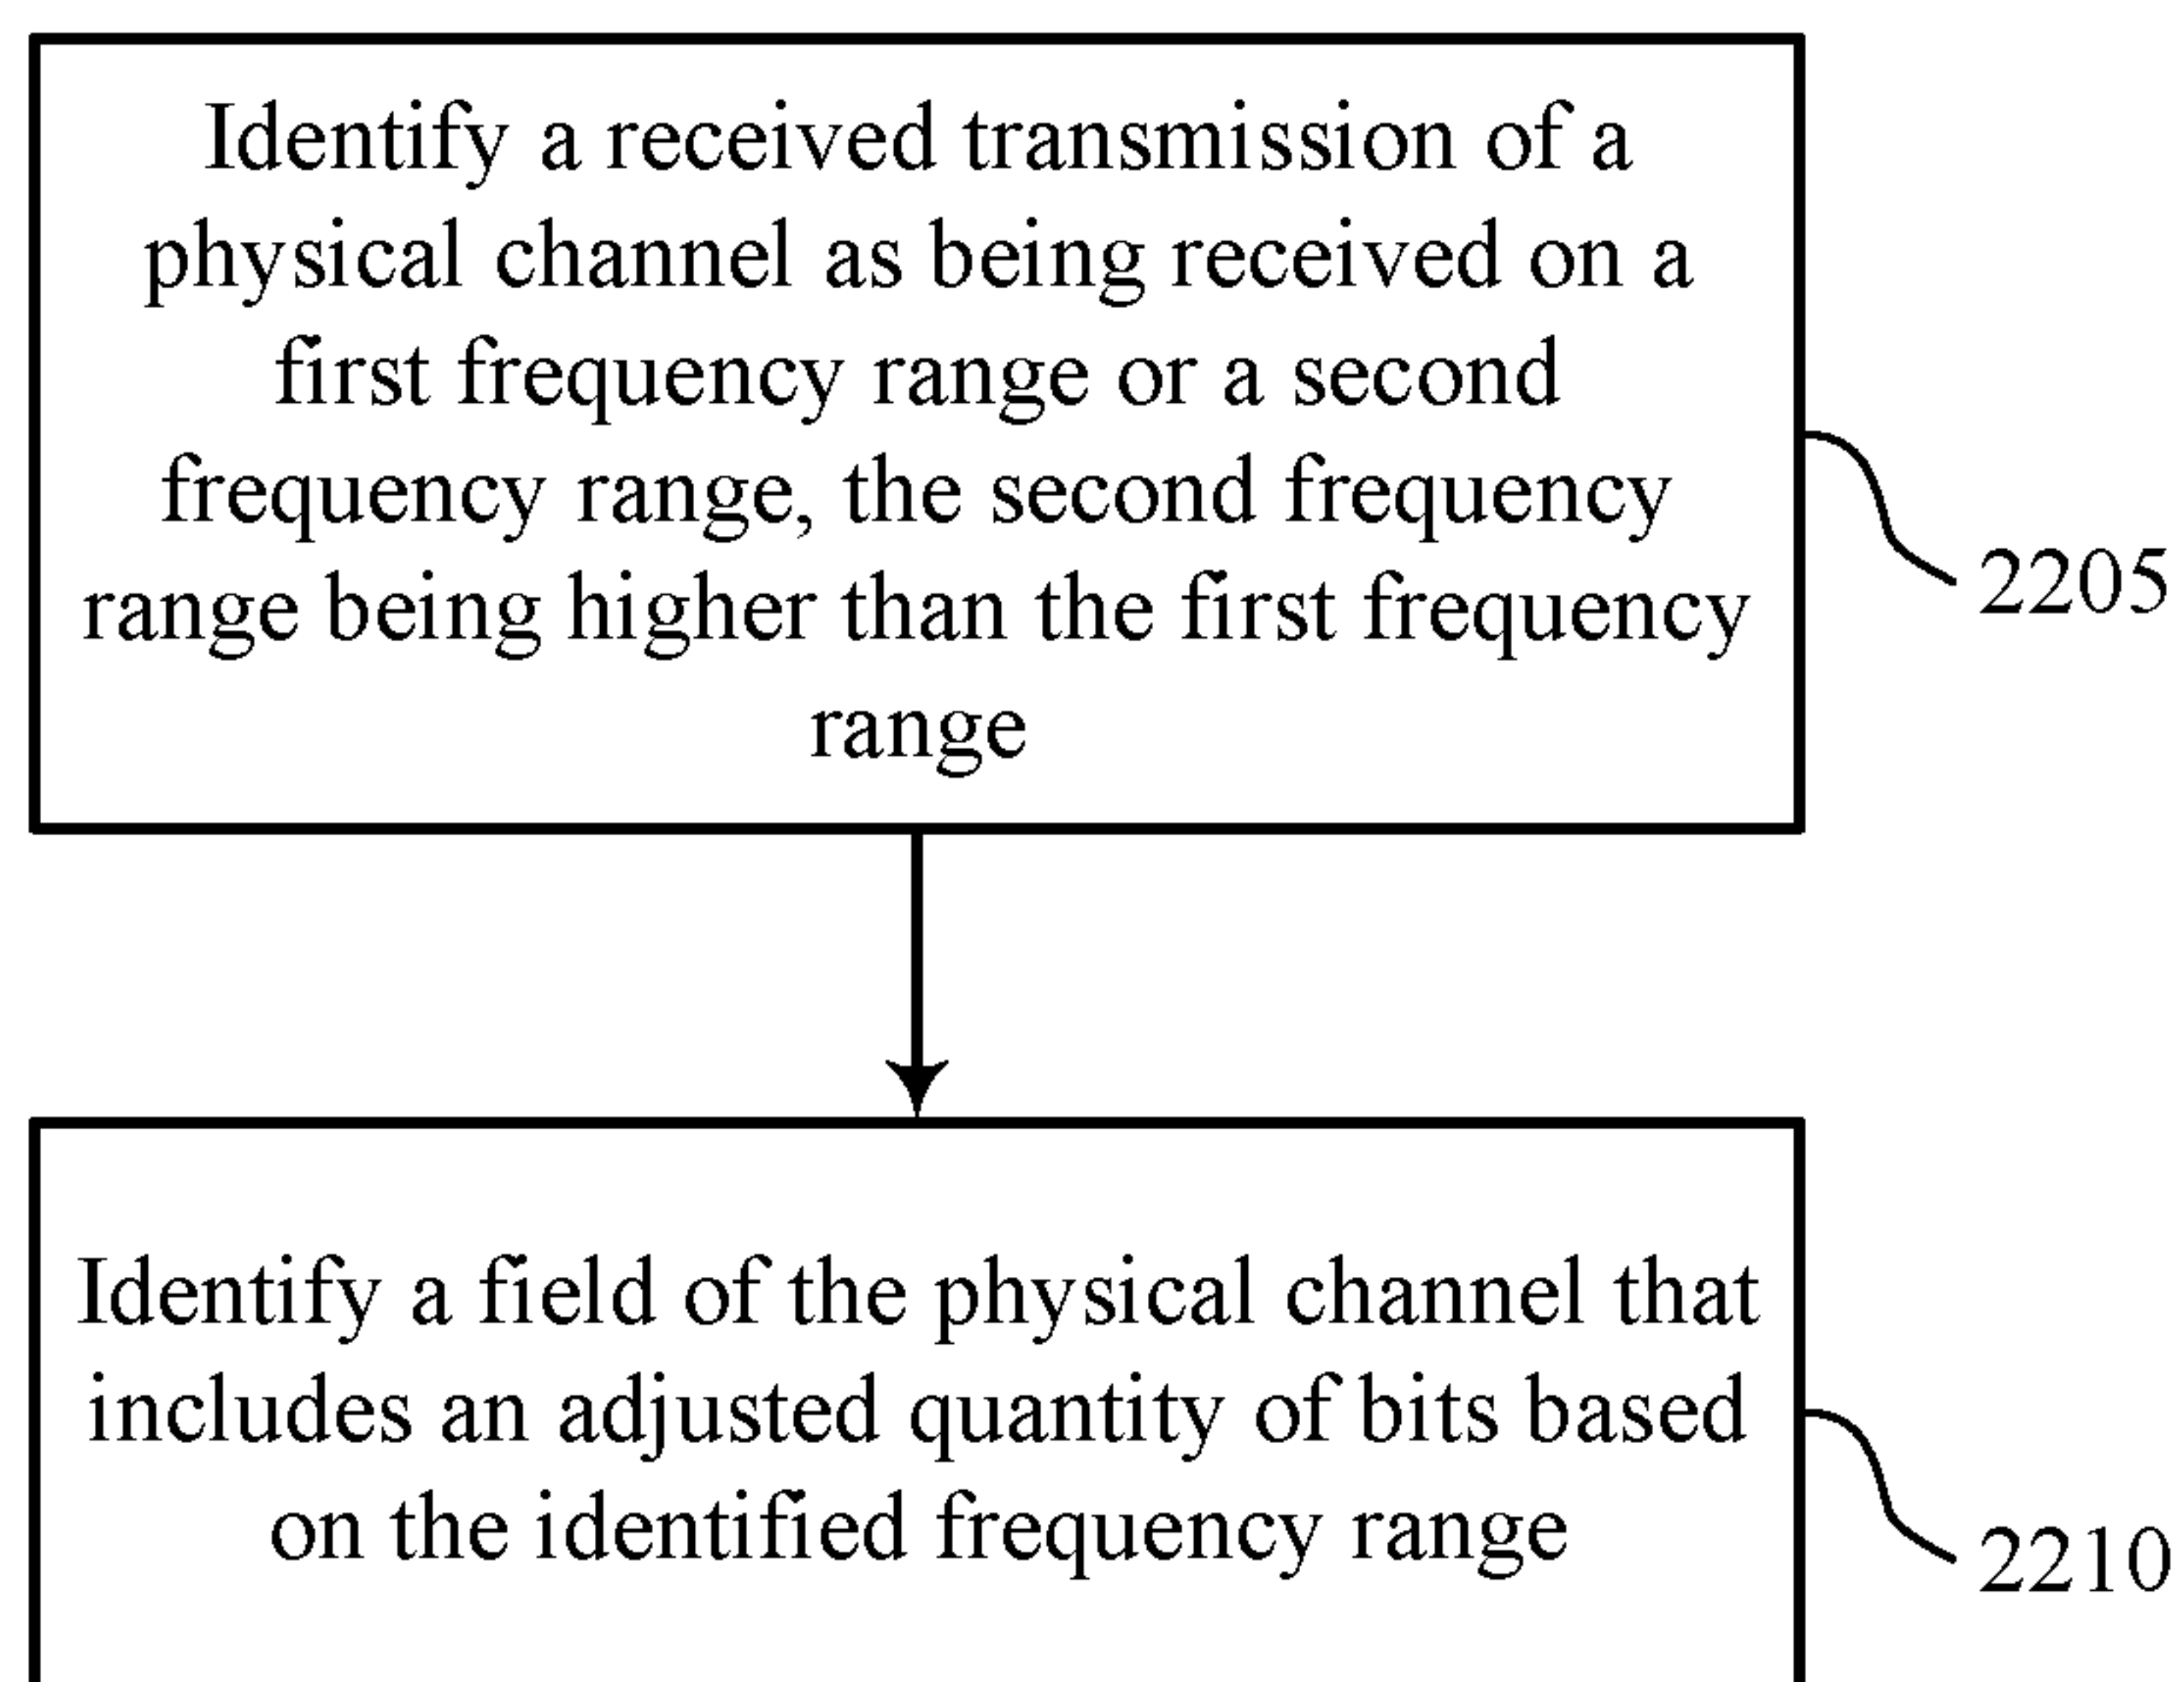 Identify a received transmission of a
physical channel as being received on a
first frequency range or a second
frequency range, the second frequency
range being higher than the first frequency
range
2205
Identify a field of the physical channel that
includes an adjusted quantity of bits based
on the identified frequency range
2210